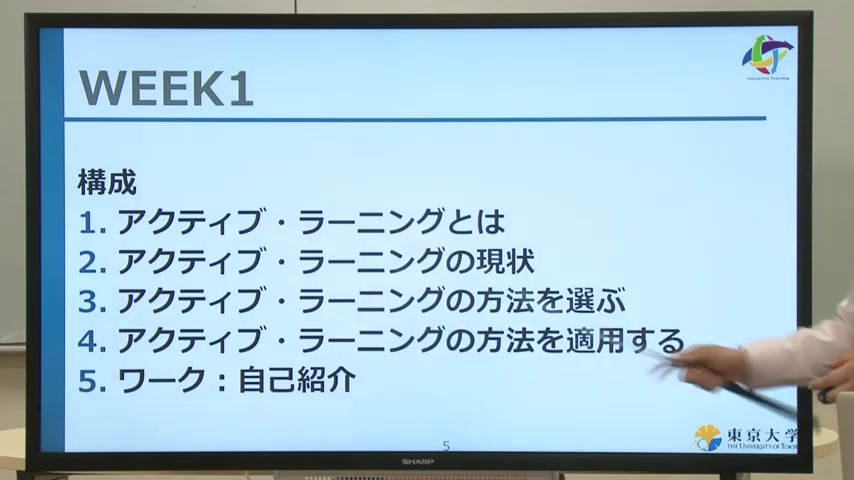 WEEK1
Interactive Teaching
構成
1. アクティブ・ラーニングとは
2. アクティブ・ラーニングの現状
3. アクティブ・ラーニングの方法を選ぶ
4. アクティブ・ラーニングの方法を適用する
5. ワーク：自己紹介
5
東京大学
THE UNIVERSITY OF TOKYO
SHARP